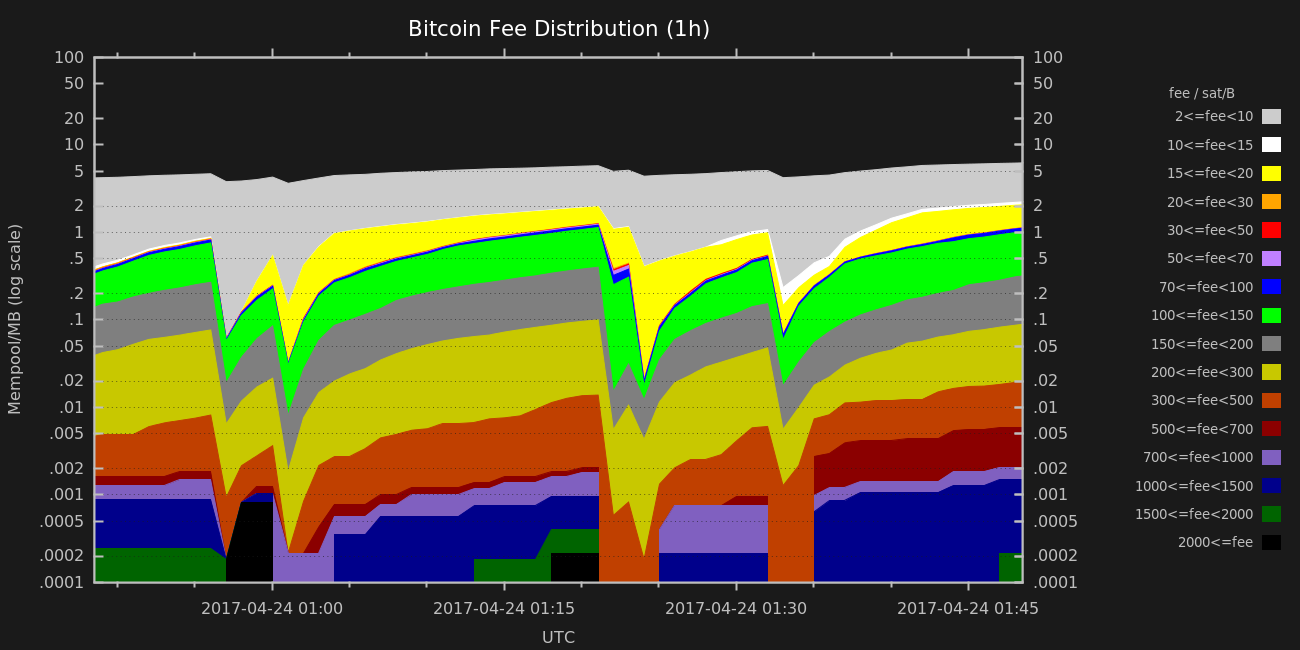 Bitcoin Fee Distribution (1h)
100
50
20
10
5
2
1
.5
.2
.1
.05
.02
.01
.005
.002
.001
.0005
.0002
.0001
Mempool/MB (log scale)
100
50
20
10
5
2
1
.5
.2
.1
.05
.02
.01
.005
.002
.001
.0005
.0002
.0001
2017-04-24 01:00
2017-04-24 01:15
2017-04-24 01:30
2017-04-24 01:45
UTC
fee / sat/B
2<=fee<10
10<=fee<15
15<=fee<20
20<=fee<30
30<=fee<50
50<=fee<70
70<=fee<100
100<=fee<150
150<=fee<200
200<=fee<300
300<=fee<500
500<=fee<700
700<=fee<1000
1000<=fee<1500
1500<=fee<2000
2000<=fee